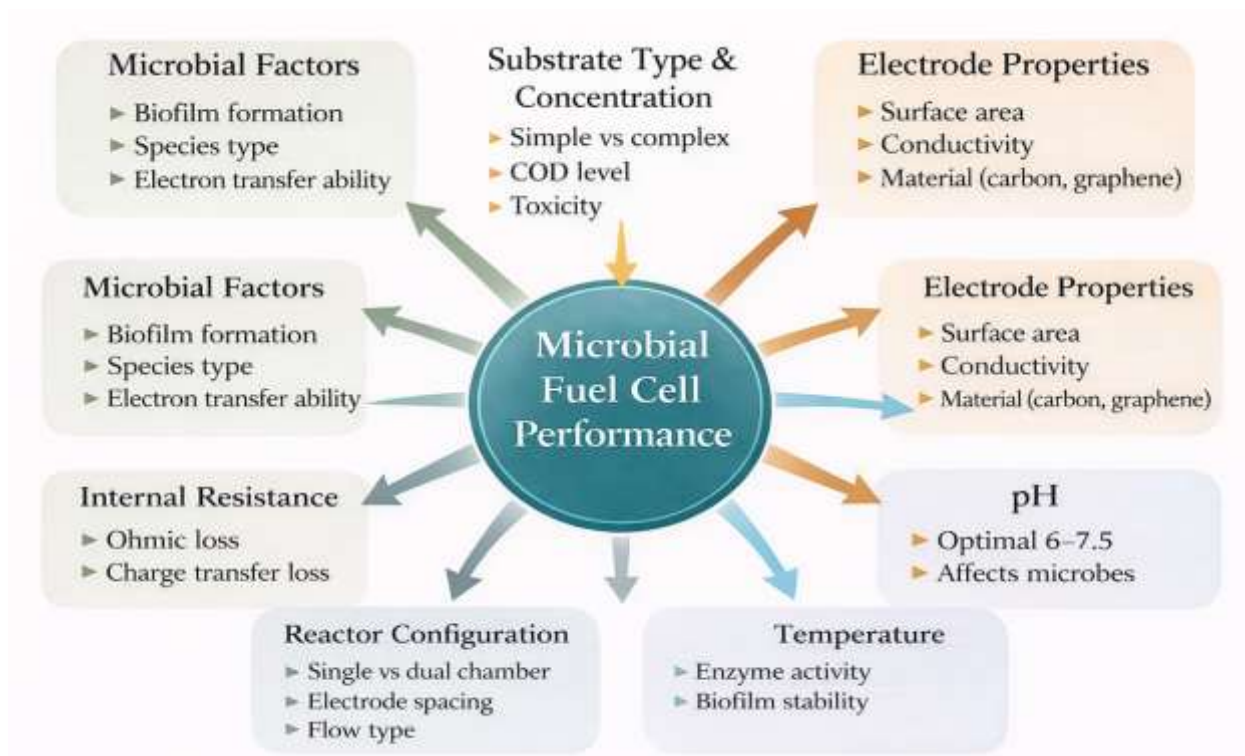 Microbial Factors
► Biofilm formation
► Species type
► Electron transfer ability
Substrate Type &
Concentration
► Simple vs complex
► COD level
► Toxicity
Electrode Properties
► Surface area
► Conductivity
► Material (carbon, graphene)
Microbial Factors
► Biofilm formation
► Species type
► Electron transfer ability
Microbial
Fuel Cell
Performance
Electrode Properties
► Surface area
► Conductivity
► Material (carbon, graphene)
Internal Resistance
► Ohmic loss
► Charge transfer loss
pH
► Optimal 6–7.5
► Affects microbes
Reactor Configuration
► Single vs dual chamber
► Electrode spacing
► Flow type
Temperature
► Enzyme activity
► Biofilm stability